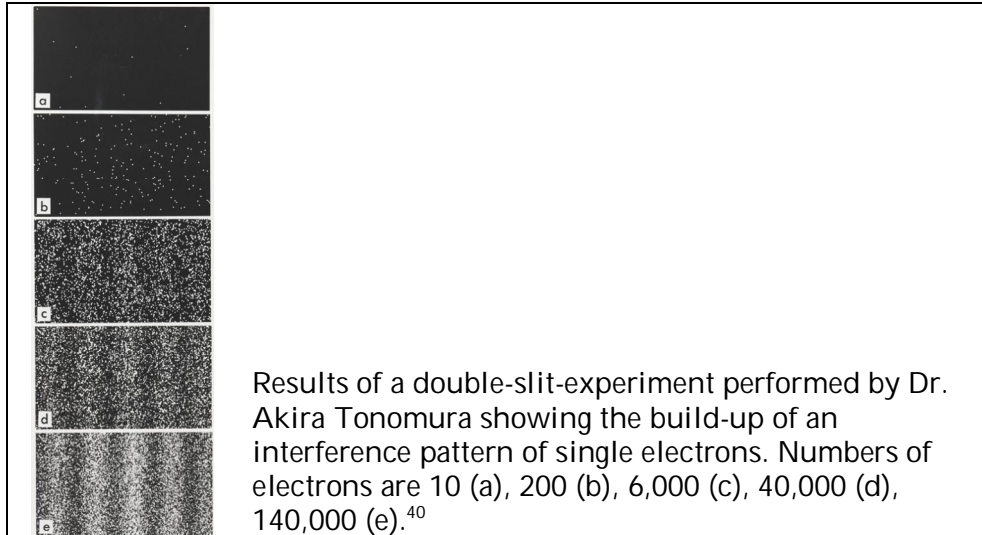 a
b
c
d
e
Results of a double-slit-experiment performed by Dr.
Akira Tonomura showing the build-up of an
interference pattern of single electrons. Numbers of
electrons are 10 (a), 200 (b), 6,000 (c), 40,000 (d),
140,000 (e).⁴⁰